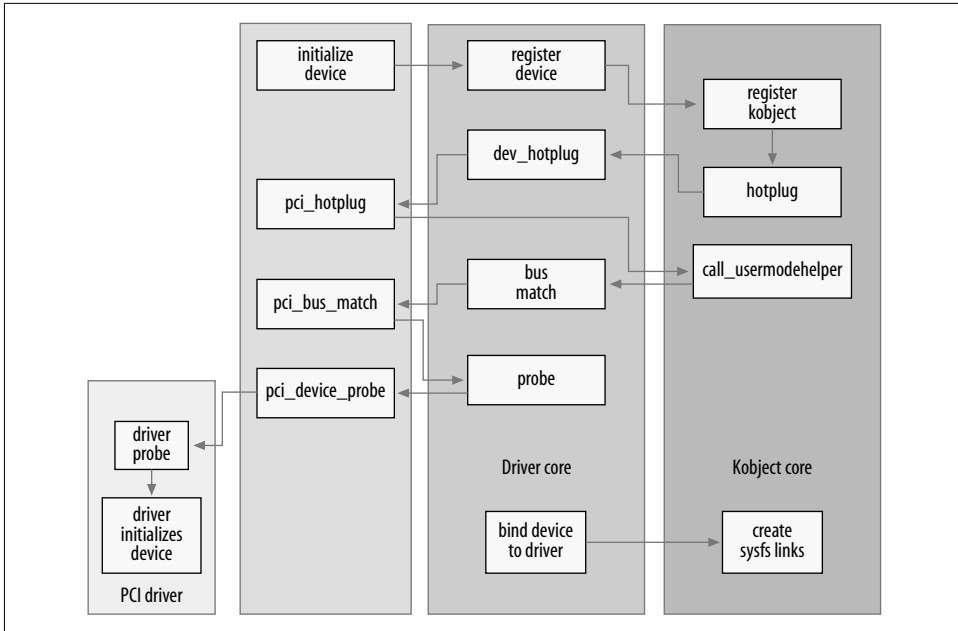 initialize
device
register
device
register
kobject
dev_hotplug
pci_hotplug
hotplug
bus
match
call_usermodehelper
pci_bus_match
probe
pci_device_probe
driver
probe
Driver core
Kobject core
driver
initializes
device
bind device
to driver
create
sysfs links
PCI driver